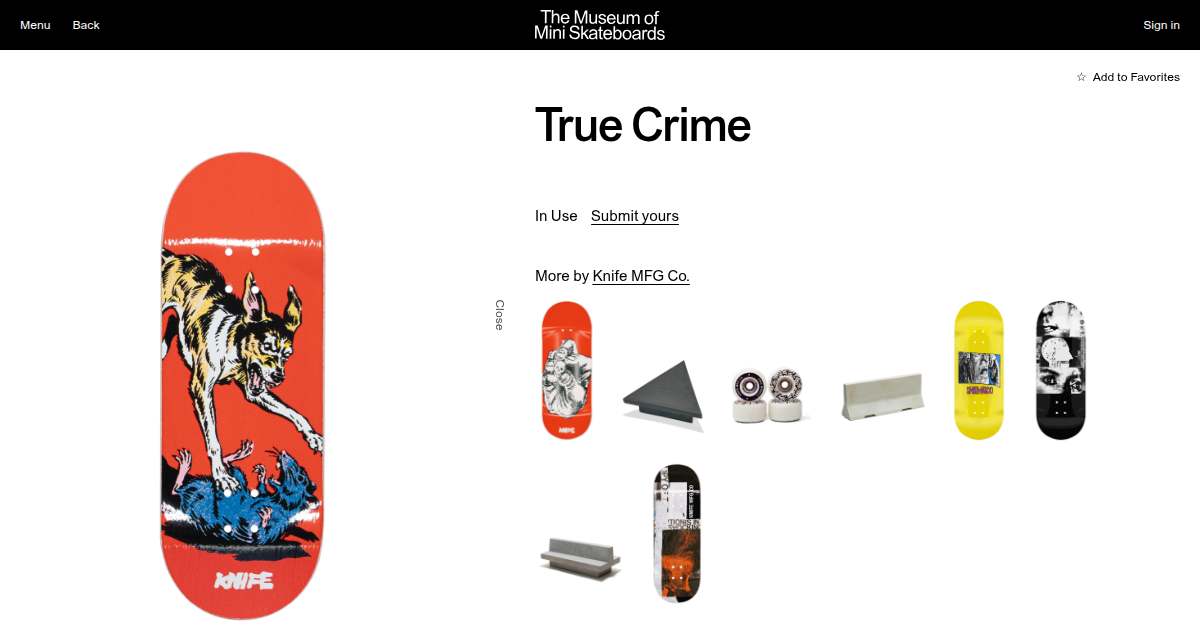 Menu
Back
The Museum of
Mini Skateboards
Sign in
☆ Add to Favorites
True Crime
In Use
Submit yours
More by Knife MFG Co.
Close
KNIFE
KNIFE